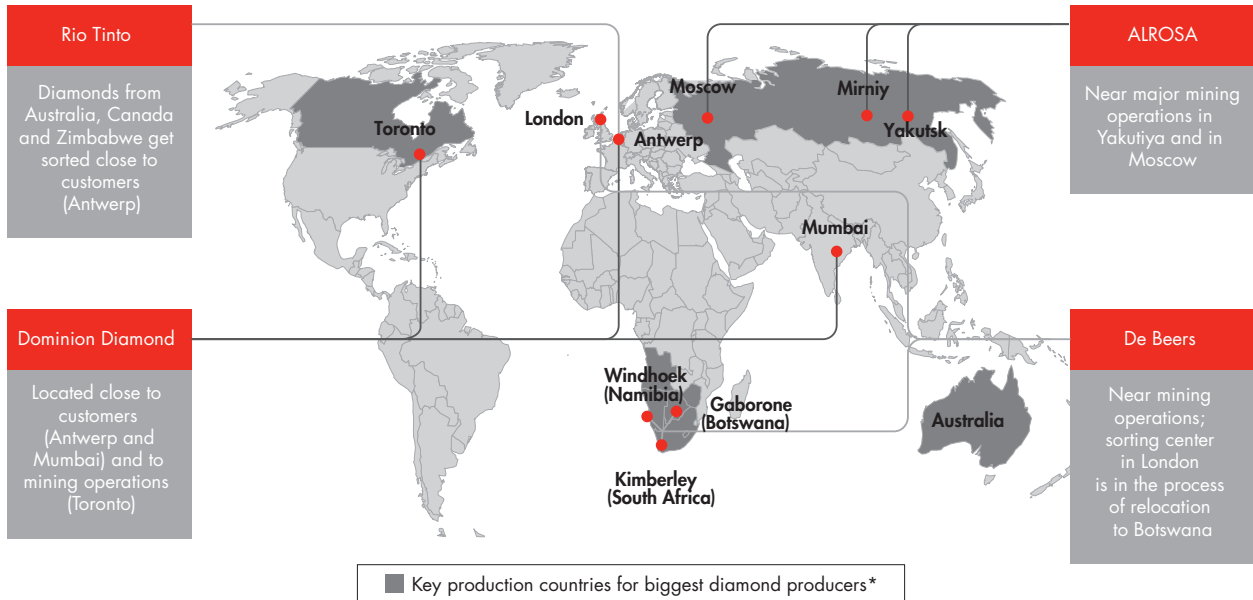 Rio Tinto
Diamonds from
Australia, Canada
and Zimbabwe get
sorted close to
customers
(Antwerp)
ALROSA
Near major mining
operations in
Yakutiya and in
Moscow
Toronto
London
Antwerp
Moscow
Mirniy
Yakutsk
Mumbai
Dominion Diamond
Located close to
customers
(Antwerp and
Mumbai) and to
mining operations
(Toronto)
De Beers
Near mining
operations;
sorting center
in London
is in the process
of relocation
to Botswana
Windhoek
(Namibia)
Gaborone
(Botswana)
Kimberley
(South Africa)
Australia
Key production countries for biggest diamond producers*